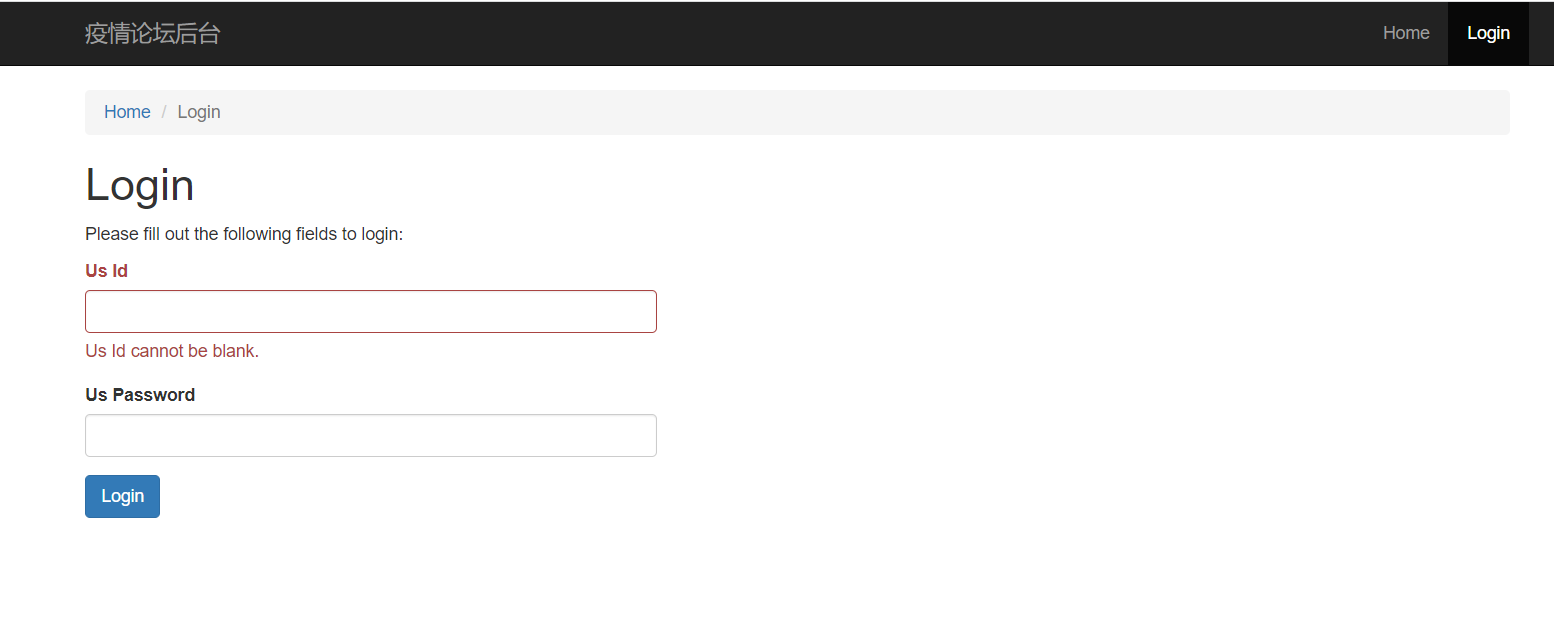 疫情论坛后台 Home Login
Home / Login
Login
Please fill out the following fields to login:
Us Id
Us Id cannot be blank.
Us Password
Login